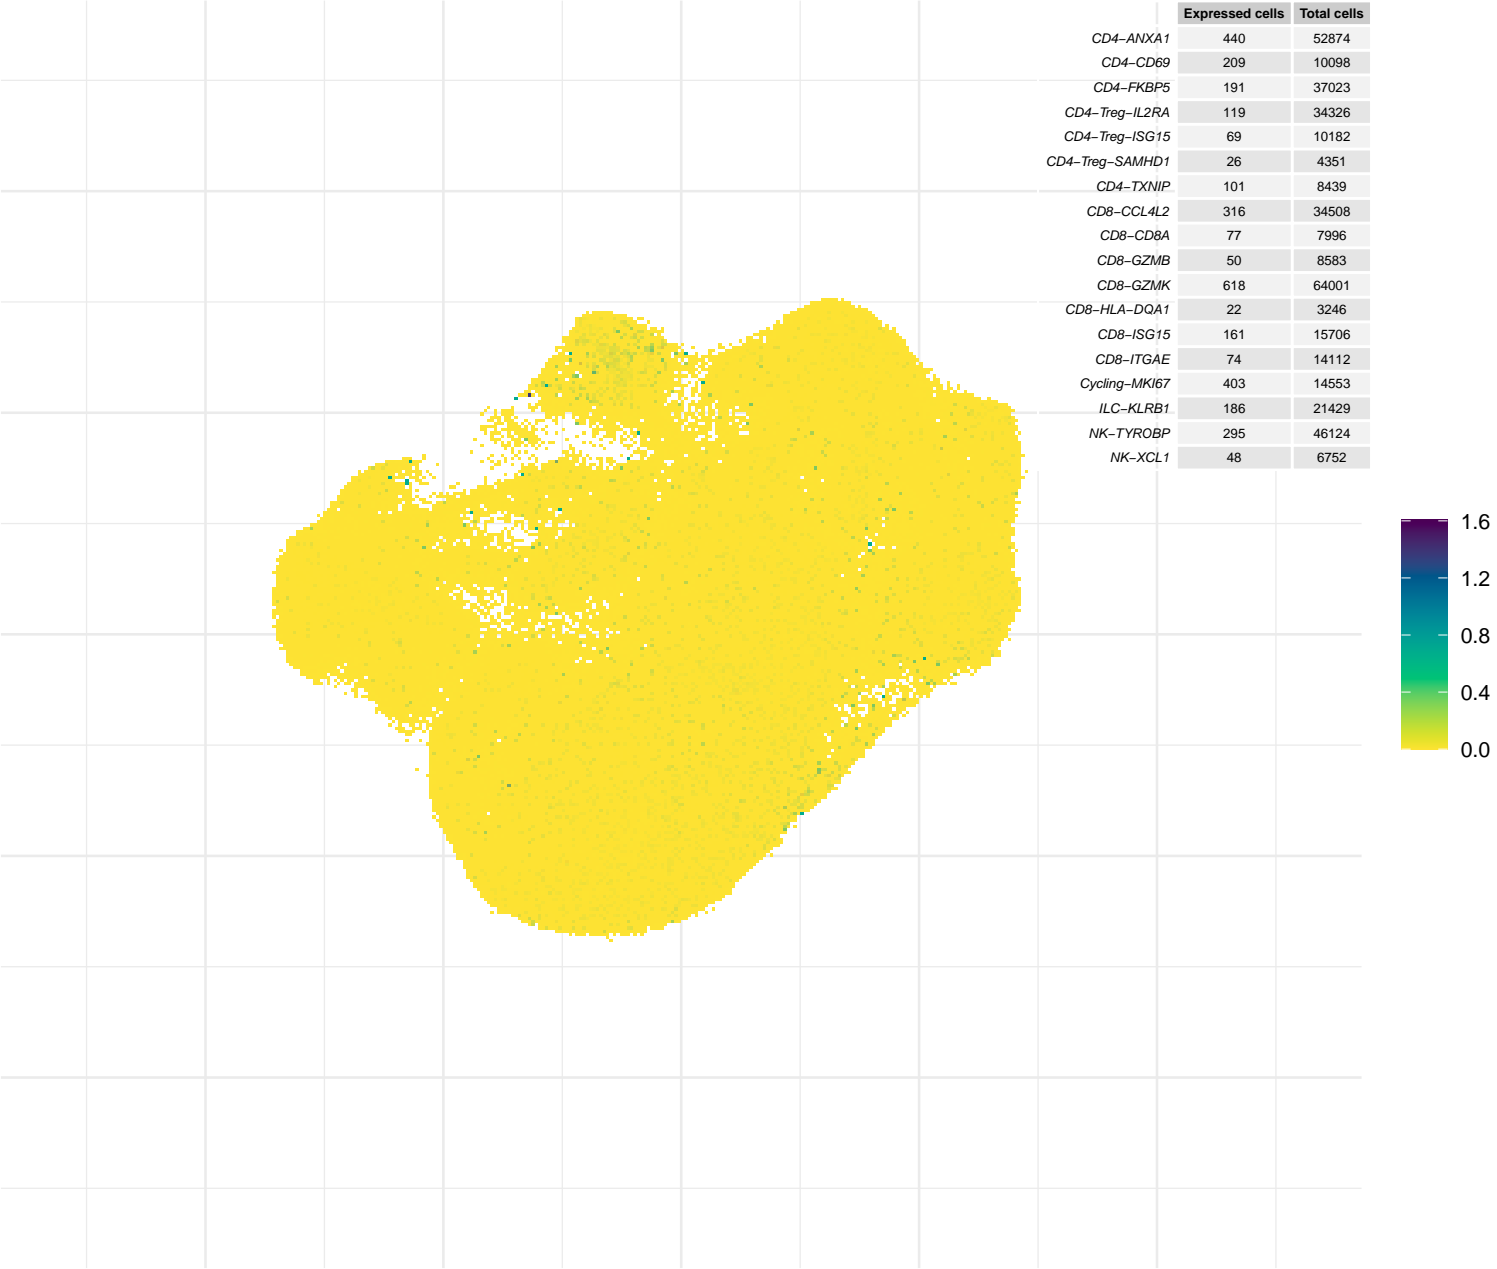 Expressed cells Total cells
CD4−ANXA1 440 52874
CD4−CD69 209 10098
CD4−FKBP5 191 37023
CD4−Treg−IL2RA 119 34326
CD4−Treg−ISG15 69 10182
CD4−Treg−SAMHD1 26 4351
CD4−TXNIP 101 8439
CD8−CCL4L2 316 34508
CD8−CD8A 77 7996
CD8−GZMB 50 8583
CD8−GZMK 618 64001
CD8−HLA−DQA1 22 3246
CD8−ISG15 161 15706
CD8−ITGAE 74 14112
Cycling−MKI67 403 14553
ILC−KLRB1 186 21429
NK−TYROBP 295 46124
NK−XCL1 48 6752
1.6
1.2
0.8
0.4
0.0